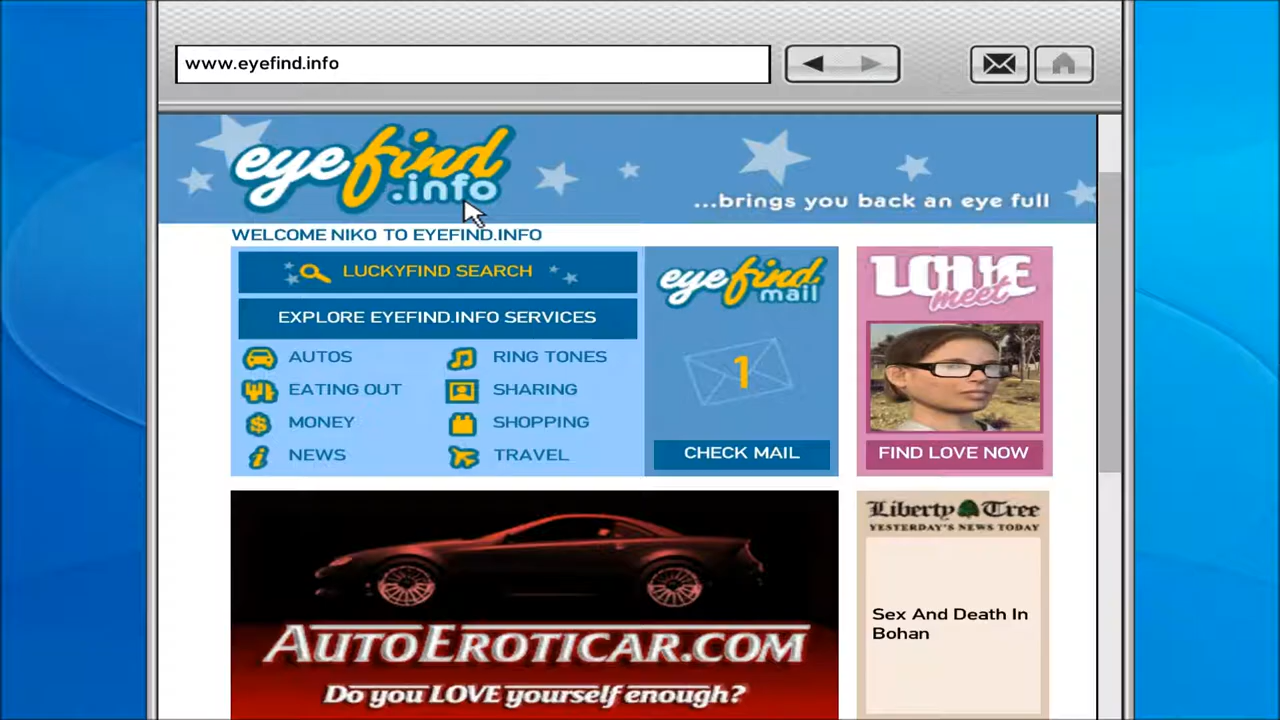 www.eyefind.info
eyefind
.info
...brings you back an eye full
WELCOME NIKO TO EYEFIND.INFO
LUCKYFIND SEARCH
EXPLORE EYEFIND.INFO SERVICES
AUTOS
RING TONES
EATING OUT
SHARING
MONEY
SHOPPING
NEWS
TRAVEL
eyefind
mail
1
CHECK MAIL
LOVE
meet
FIND LOVE NOW
AUTOEROTICAR.COM
Do you LOVE yourself enough?
Liberty Tree
YESTERDAY'S NEWS TODAY
Sex And Death In
Bohan